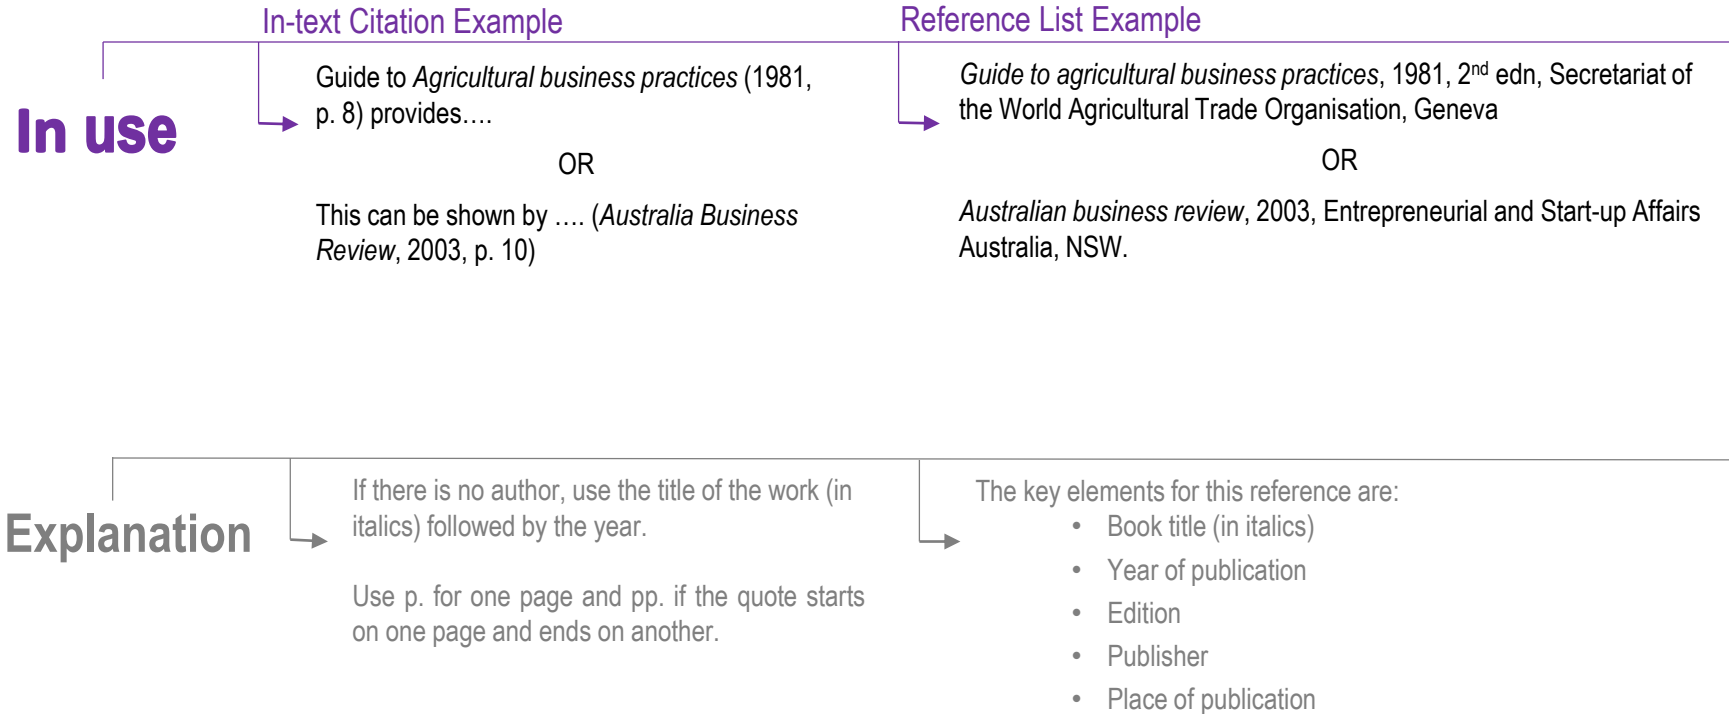 In-text Citation Example
Reference List Example
In use
Guide to Agricultural business practices (1981,
p. 8) provides….
OR
This can be shown by …. (Australia Business
Review, 2003, p. 10)
Guide to agricultural business practices, 1981, 2nd edn, Secretariat of
the World Agricultural Trade Organisation, Geneva
OR
Australian business review, 2003, Entrepreneurial and Start-up Affairs
Australia, NSW.
Explanation
If there is no author, use the title of the work (in
italics) followed by the year.
Use p. for one page and pp. if the quote starts
on one page and ends on another.
The key elements for this reference are:
• Book title (in italics)
• Year of publication
• Edition
• Publisher
• Place of publication